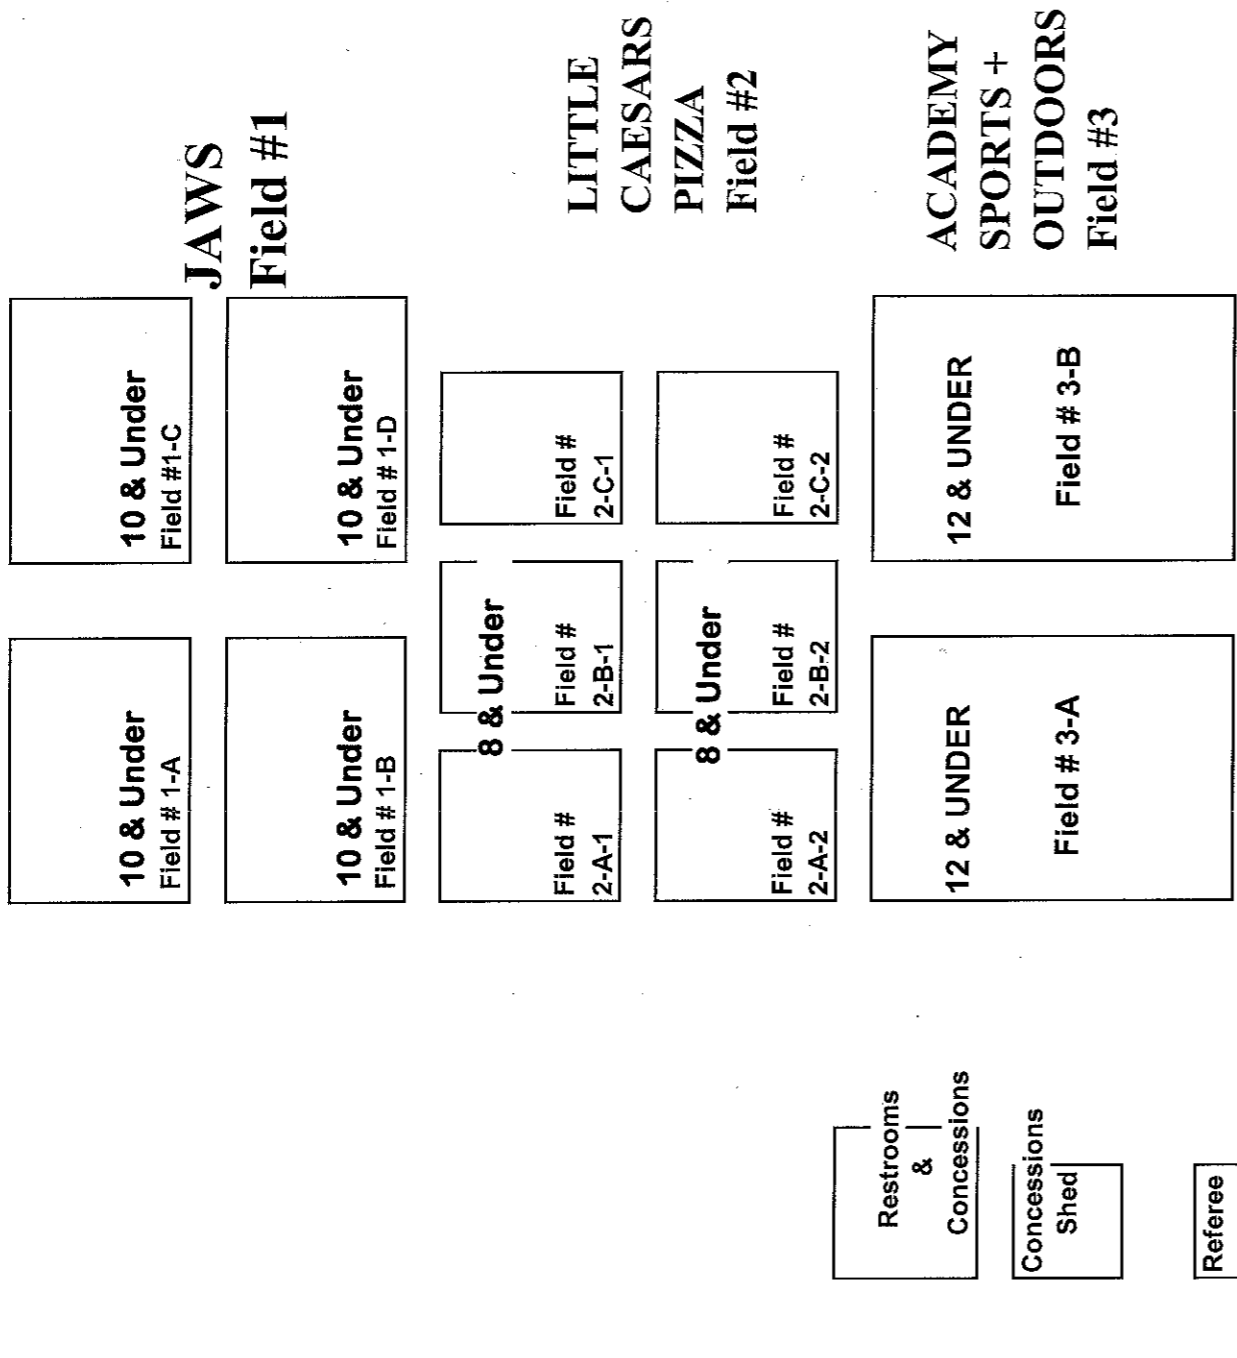 JAWS
Field #1
10 & Under
Field # 1-A
10 & Under
Field #1-C
10 & Under
Field # 1-B
10 & Under
Field # 1-D
LITTLE
CAESARS
PIZZA
Field #2
8 & Under
Field #
2-A-1
Field #
2-B-1
Field #
2-C-1
8 & Under
Field #
2-A-2
Field #
2-B-2
Field #
2-C-2
ACADEMY
SPORTS +
OUTDOORS
Field #3
12 & UNDER
Field # 3-A
12 & UNDER
Field # 3-B
Restrooms
&
Concessions
Concessions
Shed
Referee